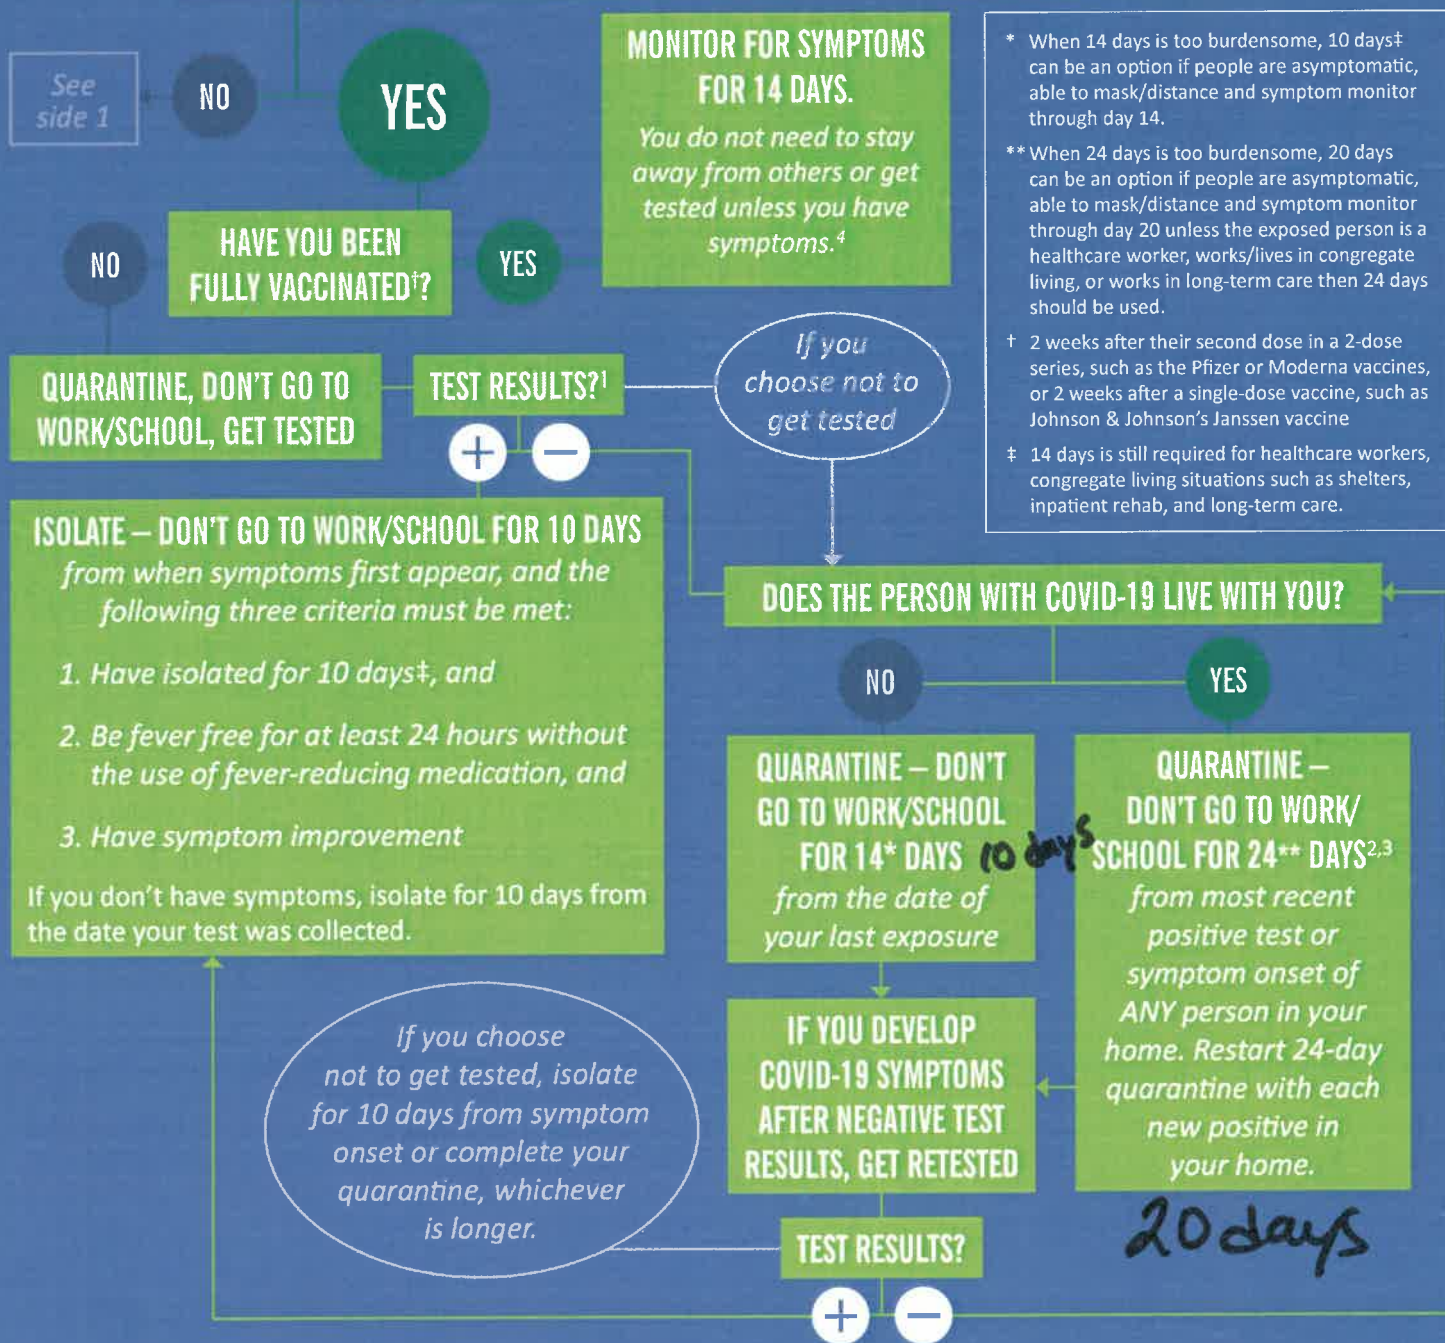 See
side 1
NO
YES
MONITOR FOR SYMPTOMS
FOR 14 DAYS.
You do not need to stay
away from others or get
tested unless you have
symptoms.⁴
* When 14 days is too burdensome, 10 days‡
can be an option if people are asymptomatic,
able to mask/distance and symptom monitor
through day 14.
** When 24 days is too burdensome, 20 days
can be an option if people are asymptomatic,
able to mask/distance and symptom monitor
through day 20 unless the exposed person is a
healthcare worker, works/lives in congregate
living, or works in long-term care then 24 days
should be used.
† 2 weeks after their second dose in a 2-dose
series, such as the Pfizer or Moderna vaccines,
or 2 weeks after a single-dose vaccine, such as
Johnson & Johnson's Janssen vaccine
‡ 14 days is still required for healthcare workers,
congregate living situations such as shelters,
inpatient rehab, and long-term care.
NO
HAVE YOU BEEN
FULLY VACCINATED†?
YES
QUARANTINE, DON'T GO TO
WORK/SCHOOL, GET TESTED
TEST RESULTS?¹
If you
choose not to
get tested
+
−
ISOLATE – DON'T GO TO WORK/SCHOOL FOR 10 DAYS
from when symptoms first appear, and the
following three criteria must be met:
1. Have isolated for 10 days‡, and
2. Be fever free for at least 24 hours without
the use of fever-reducing medication, and
3. Have symptom improvement
If you don't have symptoms, isolate for 10 days from
the date your test was collected.
DOES THE PERSON WITH COVID-19 LIVE WITH YOU?
NO
YES
QUARANTINE – DON'T
GO TO WORK/SCHOOL
FOR 14* DAYS
10 days
from the date of
your last exposure
QUARANTINE –
DON'T GO TO WORK/
SCHOOL FOR 24** DAYS²,³
from most recent
positive test or
symptom onset of
ANY person in your
home. Restart 24-day
quarantine with each
new positive in
your home.
20 days
IF YOU DEVELOP
COVID-19 SYMPTOMS
AFTER NEGATIVE TEST
RESULTS, GET RETESTED
If you choose
not to get tested, isolate
for 10 days from symptom
onset or complete your
quarantine, whichever
is longer.
TEST RESULTS?
+
−